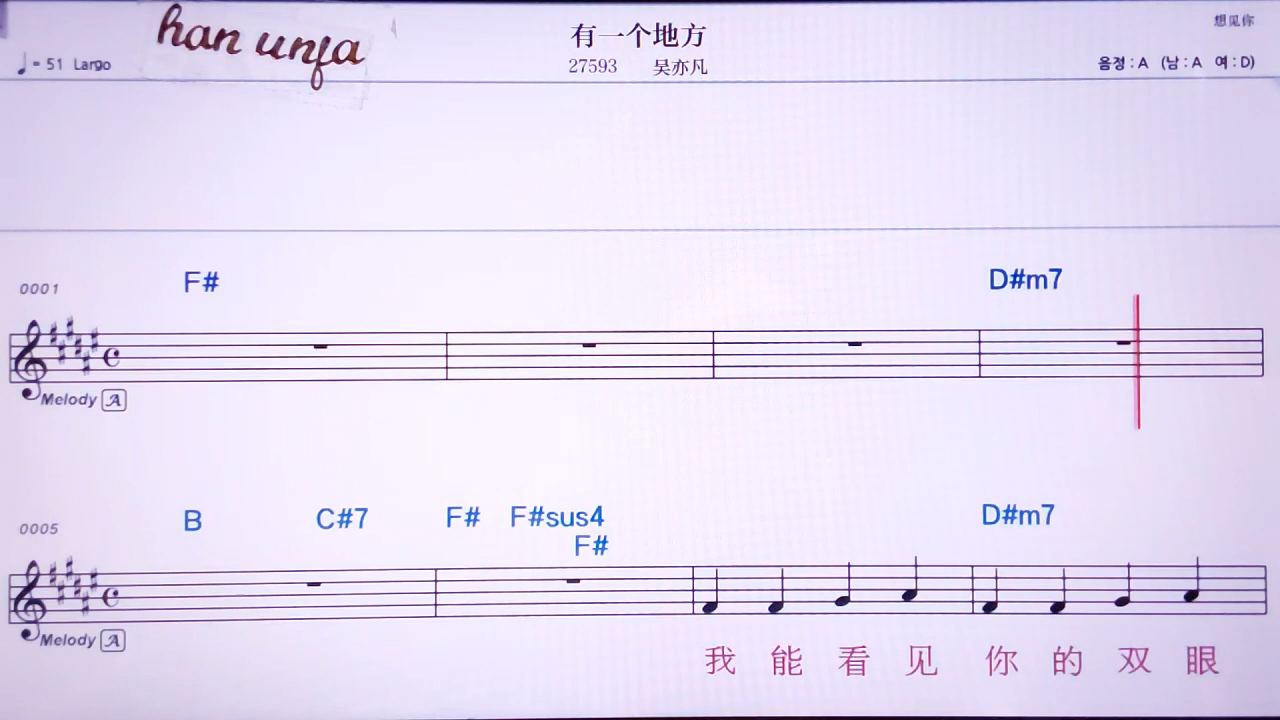 han unfa
有一个地方
想见你
♩= 51 Largo
27593 吴亦凡
음정 : A (남 : A 여 : D)
0001
F# D#m7
Melody A
0005
B C#7 F# F#sus4 D#m7
F#
Melody A
我 能 看 见 你 的 双 眼